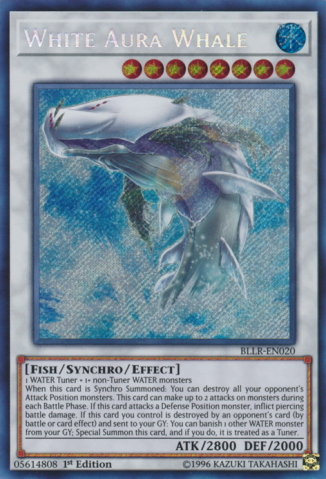 White Aura Whale
BLLR-EN020
[Fish/Synchro/Effect]
1 WATER Tuner + 1+ non-Tuner WATER monsters
When this card is Synchro Summoned: You can destroy all your opponent's
Attack Position monsters. This card can make up to 2 attacks on monsters during
each Battle Phase. If this card attacks a Defense Position monster, inflict piercing
battle damage. If this card you control is destroyed by an opponent's card (by
battle or card effect) and sent to your GY: You can banish 1 other WATER monster
from your GY; Special Summon this card, and if you do, it is treated as a Tuner.
ATK/2800 DEF/2000
05614808 1st Edition ©1996 KAZUKI TAKAHASHI